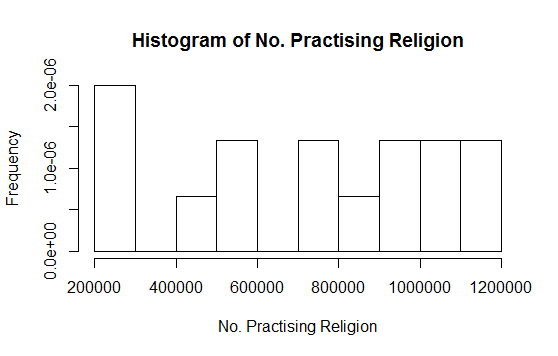 Histogram of No. Practising Religion
Frequency
2.0e-06
1.0e-06
0.0e+00
200000 400000 600000 800000 1000000 1200000
No. Practising Religion